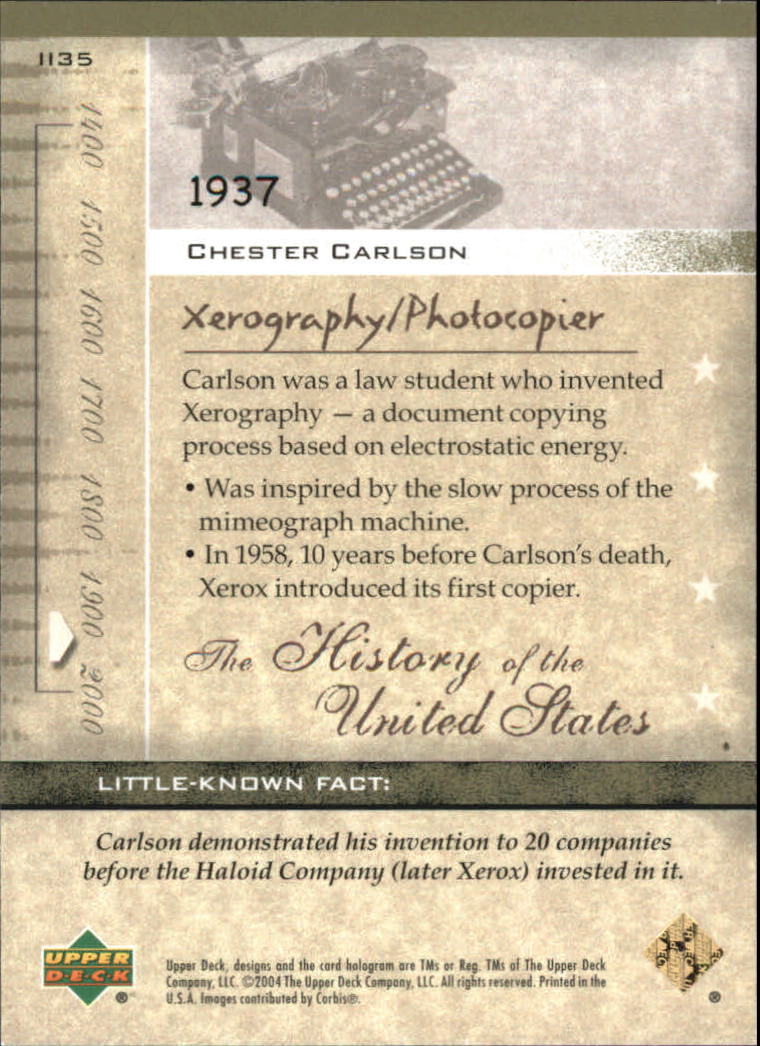 II35
1400 1500 1600 1700 1800 1900 2000
1937
CHESTER CARLSON
Xerography/Photocopier
Carlson was a law student who invented
Xerography — a document copying
process based on electrostatic energy.
• Was inspired by the slow process of the
mimeograph machine.
• In 1958, 10 years before Carlson's death,
Xerox introduced its first copier.
The History of the
United States
LITTLE-KNOWN FACT:
Carlson demonstrated his invention to 20 companies
before the Haloid Company (later Xerox) invested in it.
UPPER
D·E·C·K
®
Upper Deck, designs and the card hologram are TMs or Reg. TMs of The Upper Deck
Company, LLC. ©2004 The Upper Deck Company, LLC. All rights reserved. Printed in the
U.S.A. Images contributed by Corbis®.
®